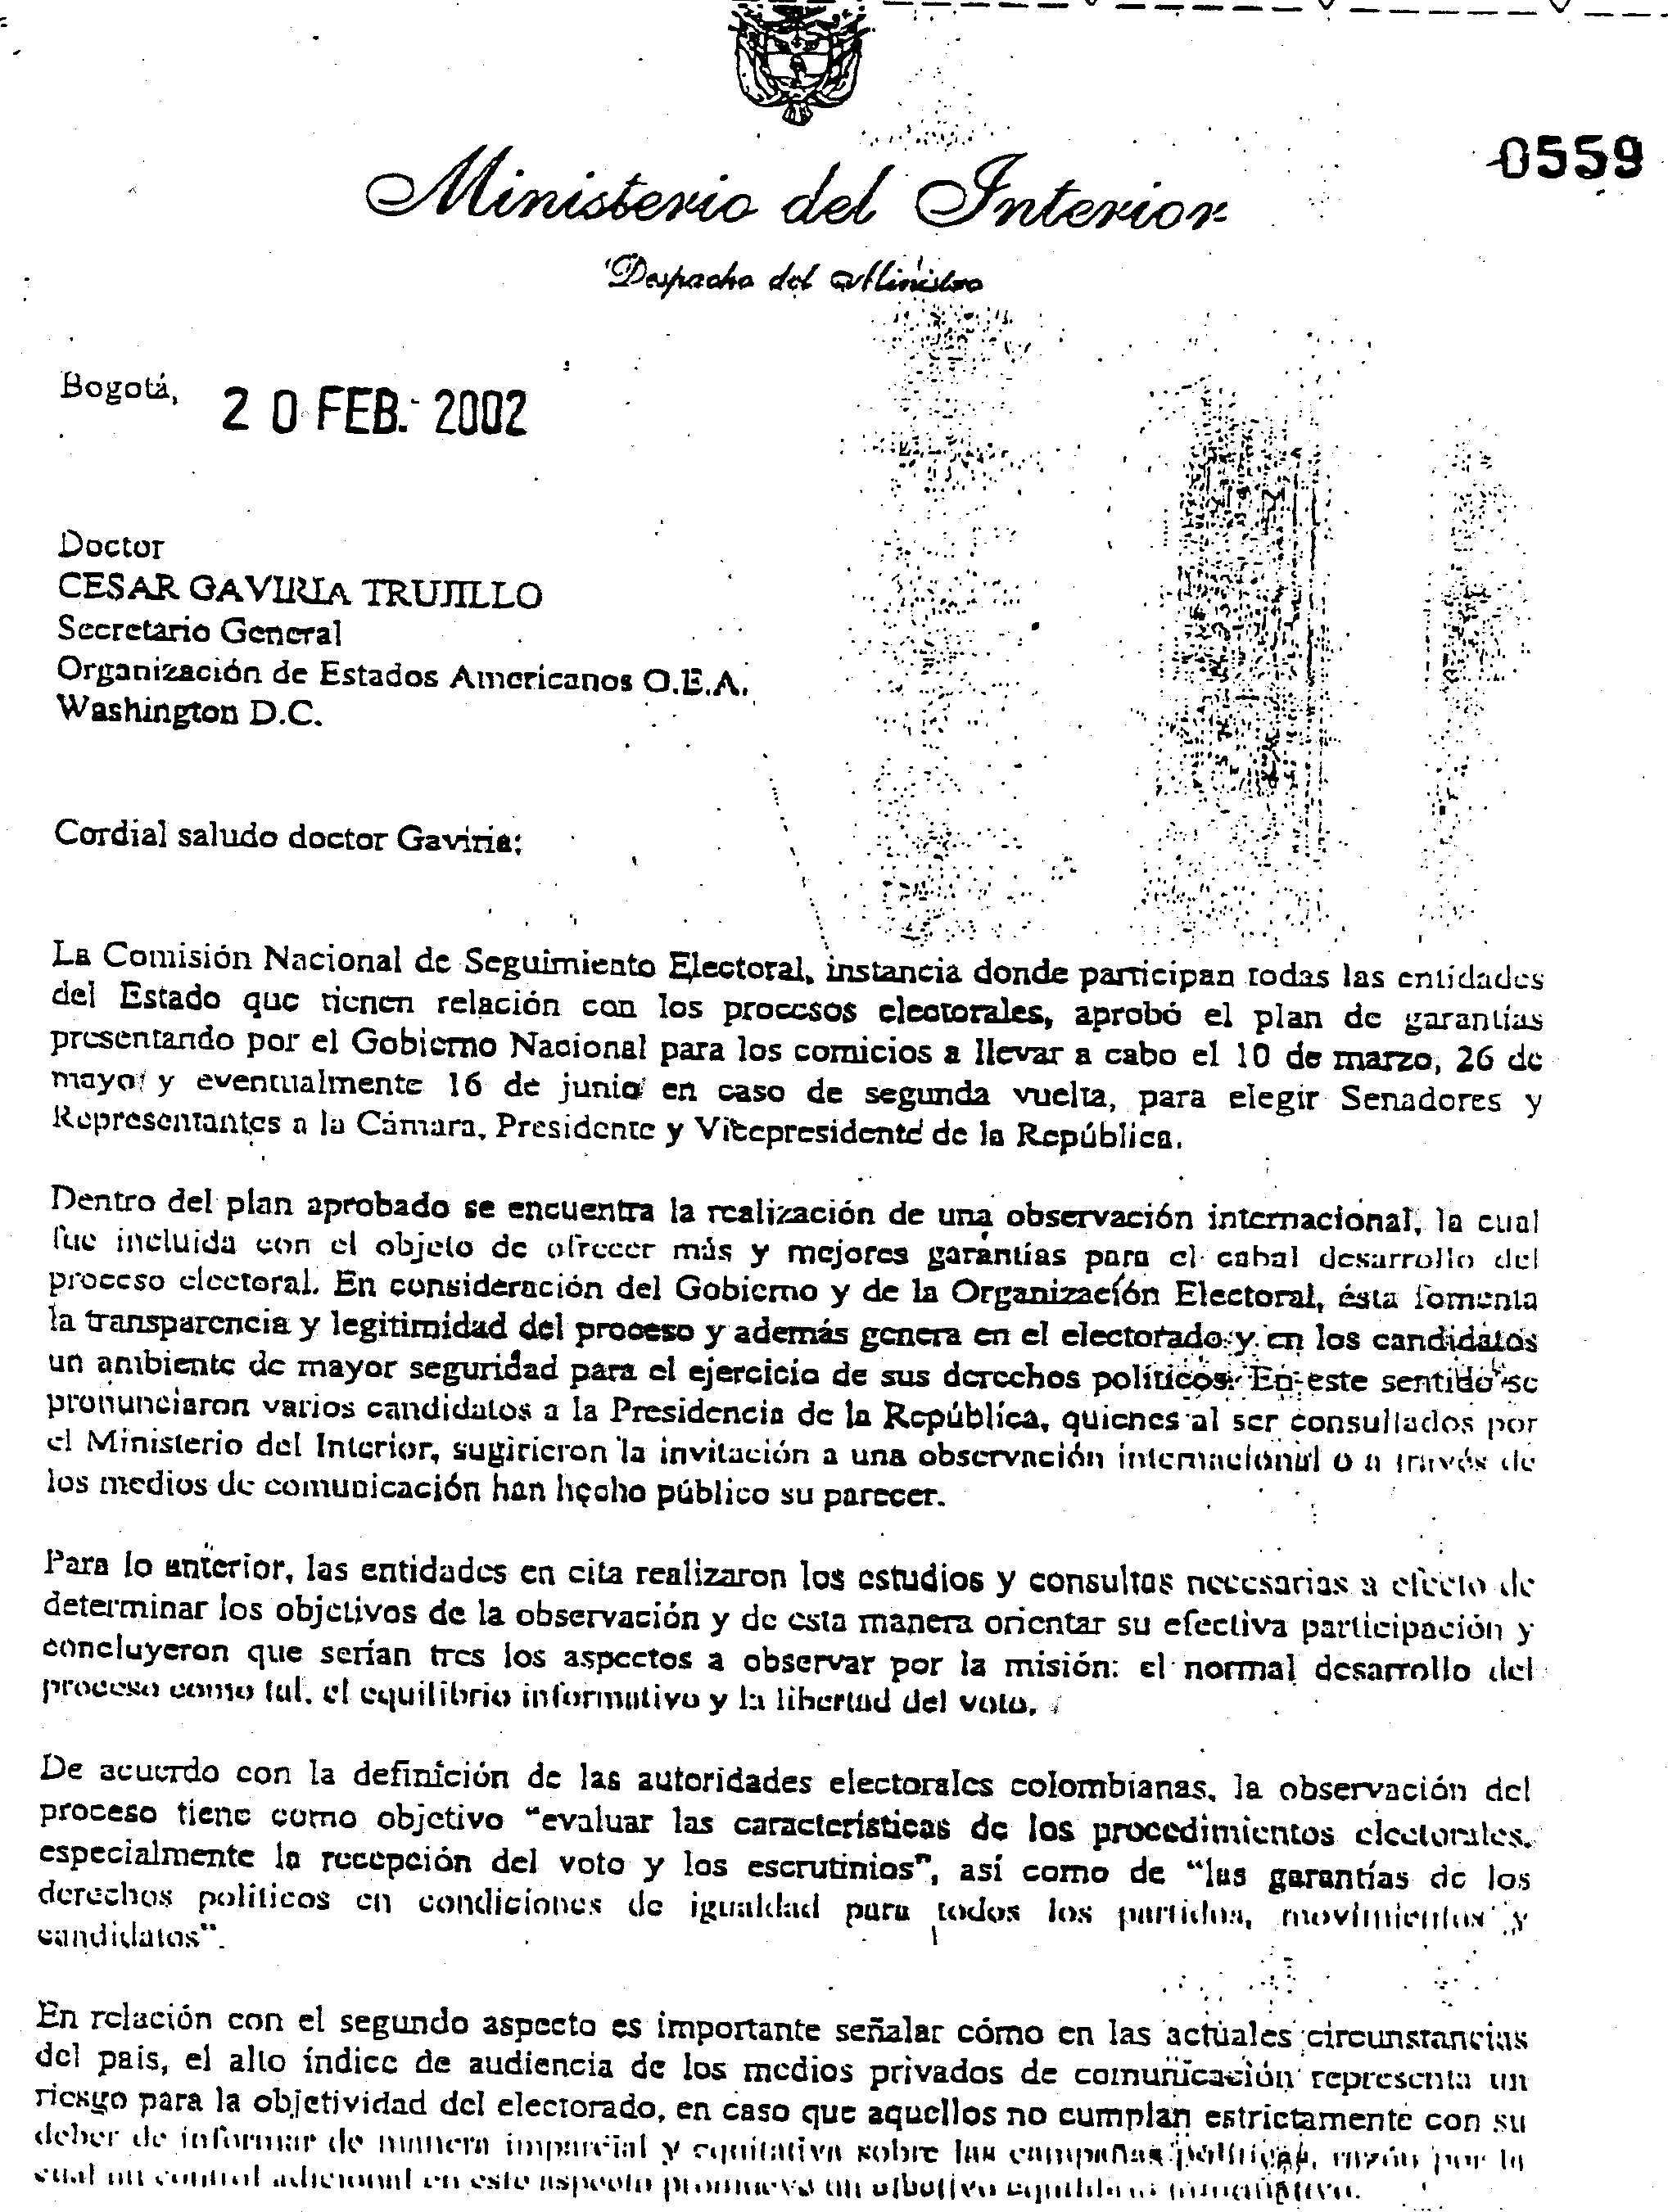 0559
Ministerio del Interior
Despacho del Ministro
Bogotá, 20 FEB. 2002
Doctor
CESAR GAVIRIA TRUJILLO
Secretario General
Organización de Estados Americanos O.E.A.
Washington D.C.
Cordial saludo doctor Gaviria:
La Comisión Nacional de Seguimiento Electoral, instancia donde participan todas las entidades
del Estado que tienen relación con los procesos electorales, aprobó el plan de garantías
presentando por el Gobierno Nacional para los comicios a llevar a cabo el 10 de marzo, 26 de
mayo y eventualmente 16 de junio en caso de segunda vuelta, para elegir Senadores y
Representantes a la Cámara, Presidente y Vicepresidente de la República.
Dentro del plan aprobado se encuentra la realización de una observación internacional, la cual
fue incluida con el objeto de ofrecer más y mejores garantías para el cabal desarrollo del
proceso electoral. En consideración del Gobierno y de la Organización Electoral, ésta fomenta
la transparencia y legitimidad del proceso y además genera en el electorado y en los candidatos
un ambiente de mayor seguridad para el ejercicio de sus derechos políticos. En este sentido se
pronunciaron varios candidatos a la Presidencia de la República, quienes al ser consultados por
el Ministerio del Interior, sugirieron la invitación a una observación internacional o a través de
los medios de comunicación han hecho público su parecer.
Para lo anterior, las entidades en cita realizaron los estudios y consultas necesarias a efecto de
determinar los objetivos de la observación y de esta manera orientar su efectiva participación y
concluyeron que serían tres los aspectos a observar por la misión: el normal desarrollo del
proceso como tal, el equilibrio informativo y la libertad del voto.
De acuerdo con la definición de las autoridades electorales colombianas, la observación del
proceso tiene como objetivo "evaluar las características de los procedimientos electorales,
especialmente la recepción del voto y los escrutinios", así como de "las garantías de los
derechos políticos en condiciones de igualdad para todos los partidos, movimientos y
candidatos".
En relación con el segundo aspecto es importante señalar cómo en las actuales circunstancias
del país, el alto índice de audiencia de los medios privados de comunicación representa un
riesgo para la objetividad del electorado, en caso que aquellos no cumplan estrictamente con su
deber de informar de manera imparcial y equitativa sobre las campañas políticas, razón por la
cual un control adicional en este aspecto promueve un efectivo equilibrio informativo.